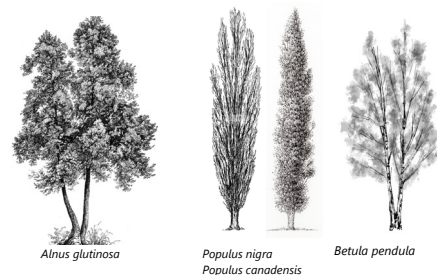 Alnus glutinosa
Populus nigra
Populus canadensis
Betula pendula